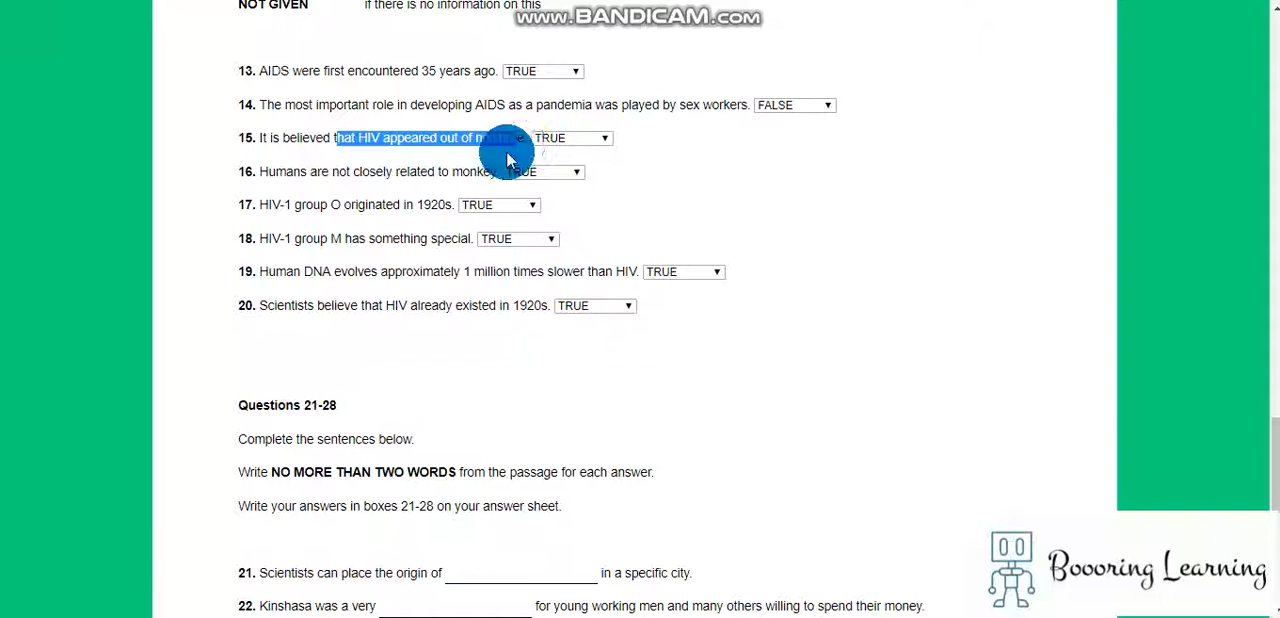 NOT GIVEN if there is no information on this
www.BANDICAM.com
13. AIDS were first encountered 35 years ago. TRUE
14. The most important role in developing AIDS as a pandemia was played by sex workers. FALSE
15. It is believed that HIV appeared out of TRUE
16. Humans are not closely related to monkey. TRUE
17. HIV-1 group O originated in 1920s. TRUE
18. HIV-1 group M has something special. TRUE
19. Human DNA evolves approximately 1 million times slower than HIV. TRUE
20. Scientists believe that HIV already existed in 1920s. TRUE
Questions 21-28
Complete the sentences below.
Write NO MORE THAN TWO WORDS from the passage for each answer.
Write your answers in boxes 21-28 on your answer sheet.
21. Scientists can place the origin of in a specific city.
22. Kinshasa was a very for young working men and many others willing to spend their money.
Boooring Learning